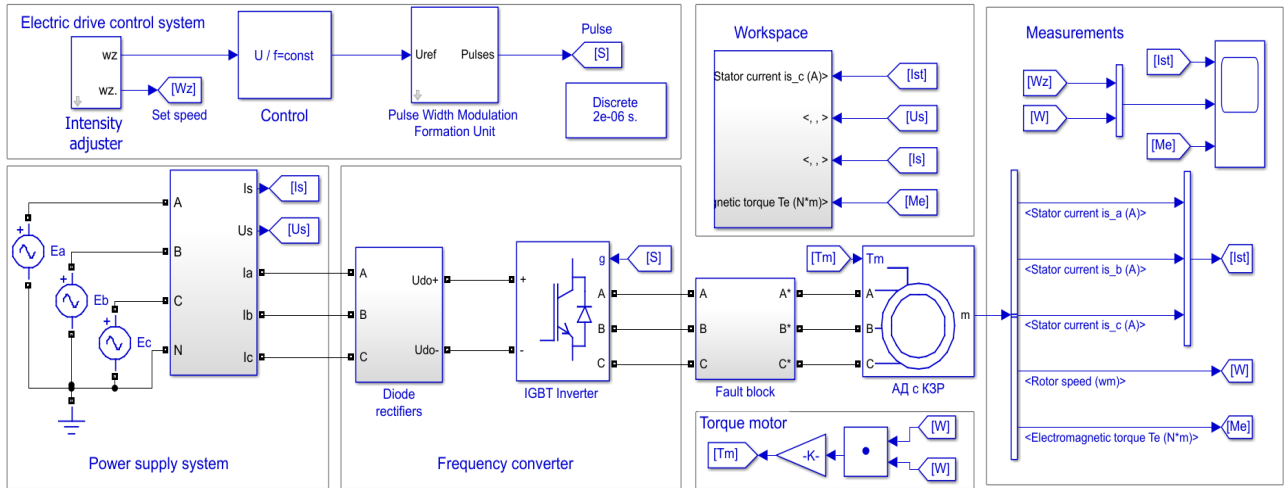 Electric drive control system
wz
wz.
[Wz]
Set speed
Intensity
adjuster
U / f=const
Control
Uref
Pulses
Pulse Width Modulation
Formation Unit
Pulse
[S]
Discrete
2e-06 s.
Workspace
Stator current is_c (A)>
<, , >
<, , >
netic torque Te (N*m)>
[Ist]
[Us]
[Is]
[Me]
Measurements
[Wz]
[W]
[Ist]
[Me]
<Stator current is_a (A)>
<Stator current is_b (A)>
<Stator current is_c (A)>
<Rotor speed (wm)>
<Electromagnetic torque Te (N*m)>
[Ist]
[W]
[Me]
+
Ea
+
Eb
+
Ec
A
B
C
N
Is
Us
Ia
Ib
Ic
[Is]
[Us]
Power supply system
A
B
C
Udo+
Udo-
Diode
rectifiers
+
-
g
A
B
C
[S]
IGBT Inverter
Frequency converter
A
B
C
A*
B*
C*
Fault block
[Tm]
Tm
A
B
C
m
АД с КЗР
Torque motor
[Tm]
-K-
[W]
[W]